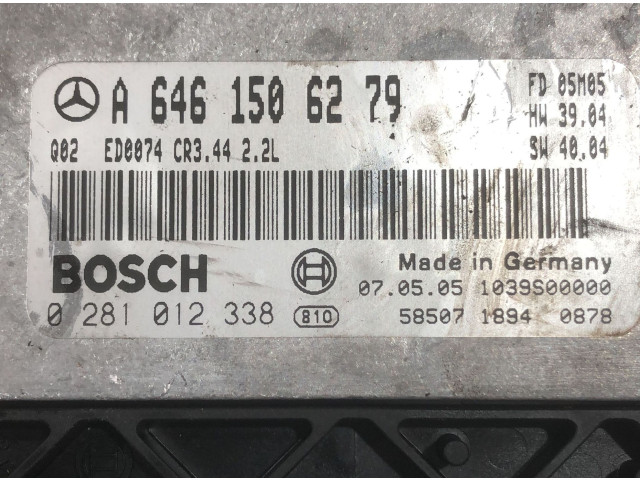 A 646 150 62 79
FD 05M05
HW 39.04
Q02 ED0074 CR3.44 2.2L
SW 40.04
BOSCH
Made in Germany
07.05.05 1039S00000
0 281 012 338 810
58507 1894 0878